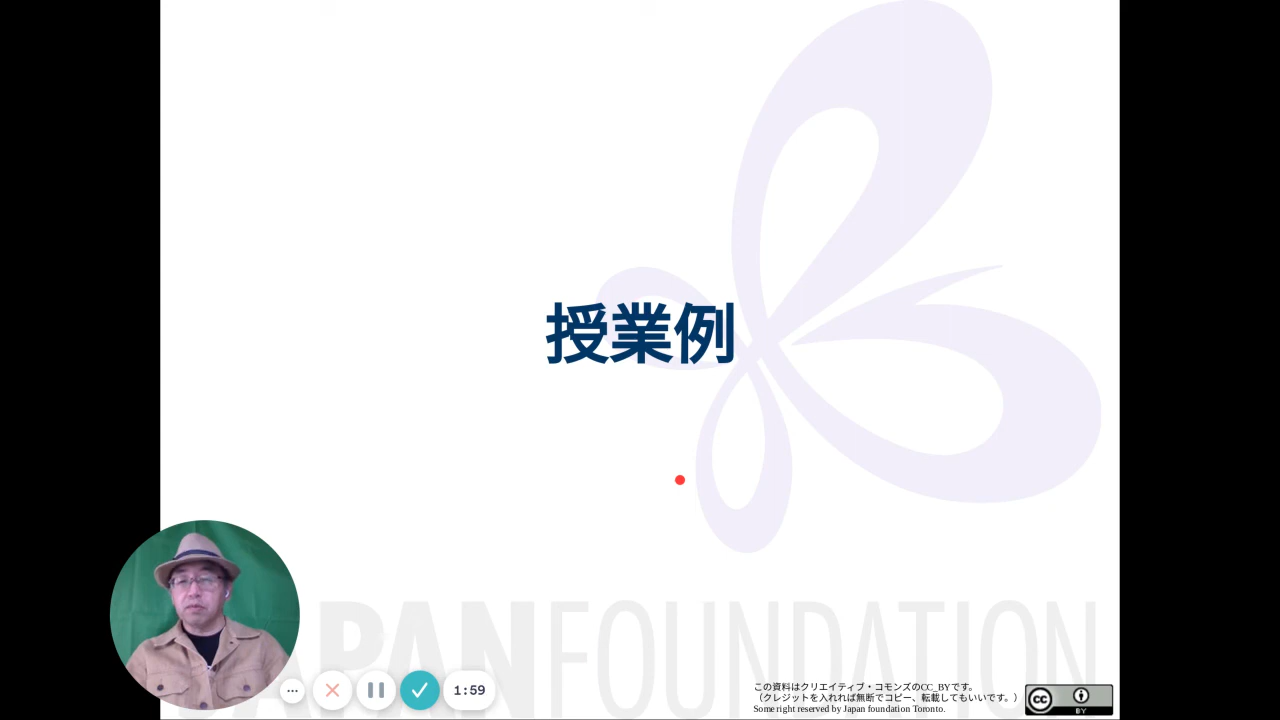 授業例
JAPANFOUNDATION
1:59
この資料はクリエイティブ・コモンズのCC_BYです。
（クレジットを入れれば無断でコピー、転載してもいいです。）
Some right reserved by Japan foundation Toronto.
cc
BY